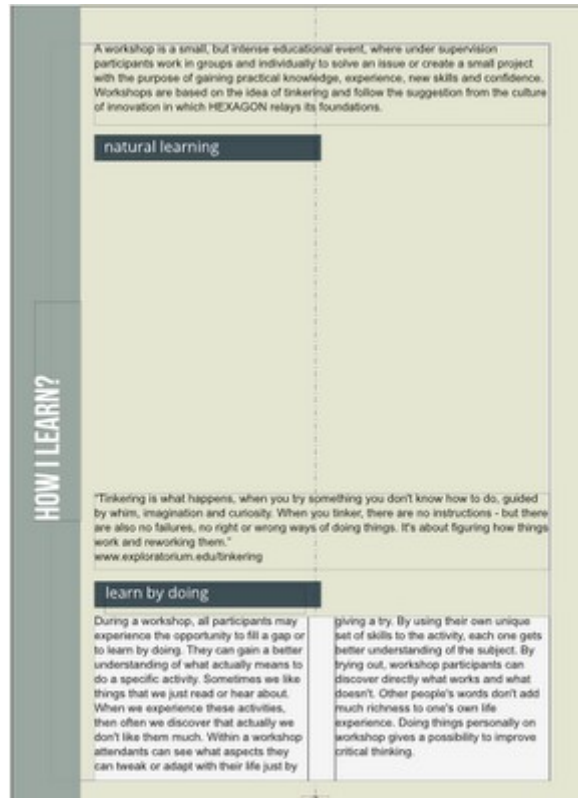 A workshop is a small, but intense educational event, where under supervision
participants work in groups and individually to solve an issue or create a small project
with the purpose of gaining practical knowledge, experience, new skills and confidence.
Workshops are based on the idea of tinkering and follow the suggestion from the culture
of innovation in which HEXAGON relays its foundations.
natural learning
HOW I LEARN?
"Tinkering is what happens, when you try something you don't know how to do, guided
by whim, imagination and curiosity. When you tinker, there are no instructions - but there
are also no failures, no right or wrong ways of doing things. It's about figuring how things
work and reworking them."
www.exploratorium.edu/tinkering
learn by doing
During a workshop, all participants may
experience the opportunity to fill a gap or
to learn by doing. They can gain a better
understanding of what actually means to
do a specific activity. Sometimes we like
things that we just read or hear about.
When we experience these activities,
then often we discover that actually we
don't like them much. Within a workshop
attendants can see what aspects they
can tweak or adapt with their life just by
giving a try. By using their own unique
set of skills to the activity, each one gets
better understanding of the subject. By
trying out, workshop participants can
discover directly what works and what
doesn't. Other people's words don't add
much richness to one's own life
experience. Doing things personally on
workshop gives a possibility to improve
critical thinking.